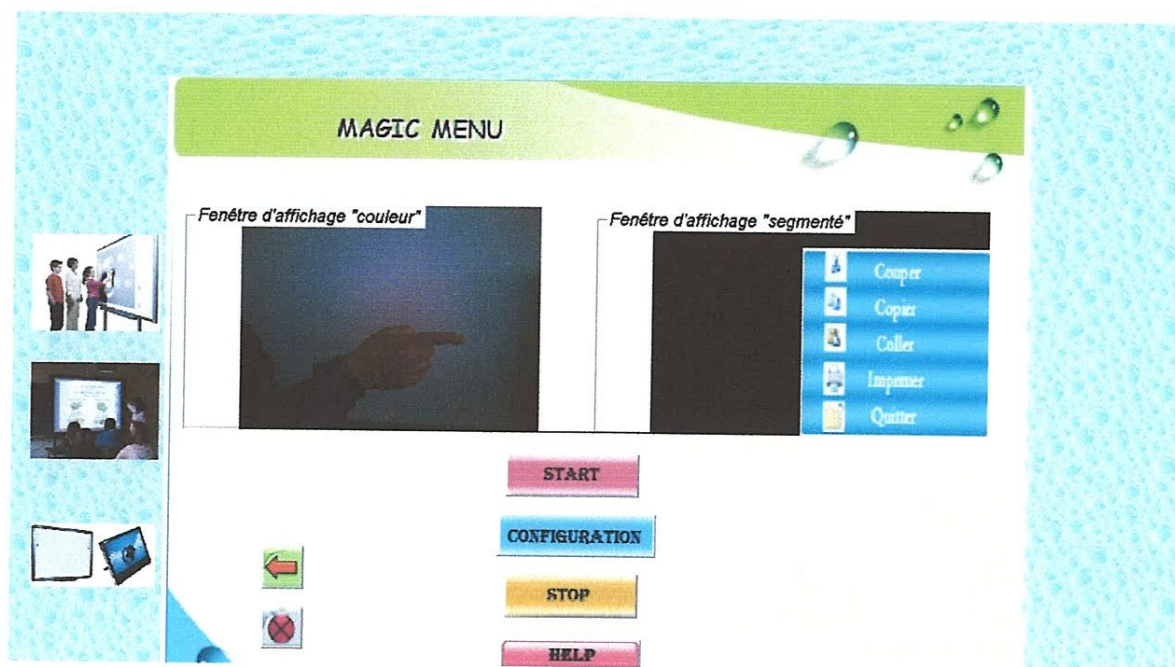 MAGIC MENU
Fenêtre d'affichage "couleur"
Fenêtre d'affichage "segmenté"
Couper
Copier
Coller
Imprimer
Quitter
START
CONFIGURATION
STOP
HELP